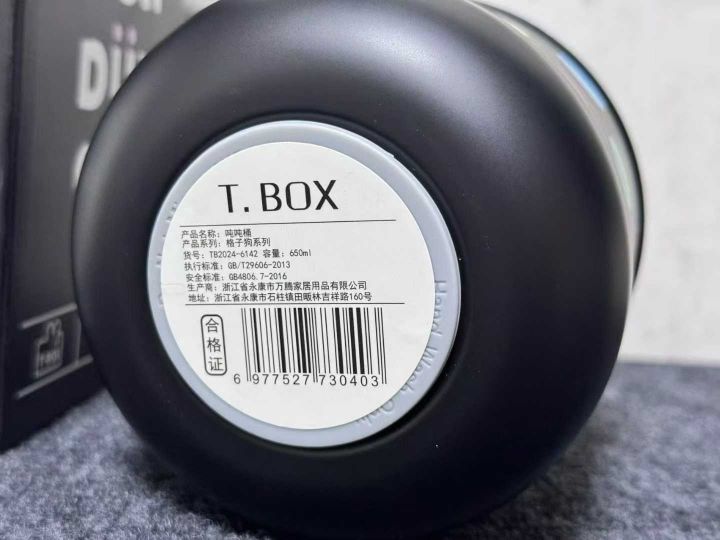 T.BOX
产品名称：吨吨桶
产品系列：格子狗系列
货号：TB2024-6142 容量：650ml
执行标准：GB/T29606-2013
安全标准：GB4806.7-2016
生产商：浙江省永康市万腾家居用品有限公司
地址：浙江省永康市石柱镇田畈林吉祥路160号
合格证
6 977527 730403
Hand Wash Only